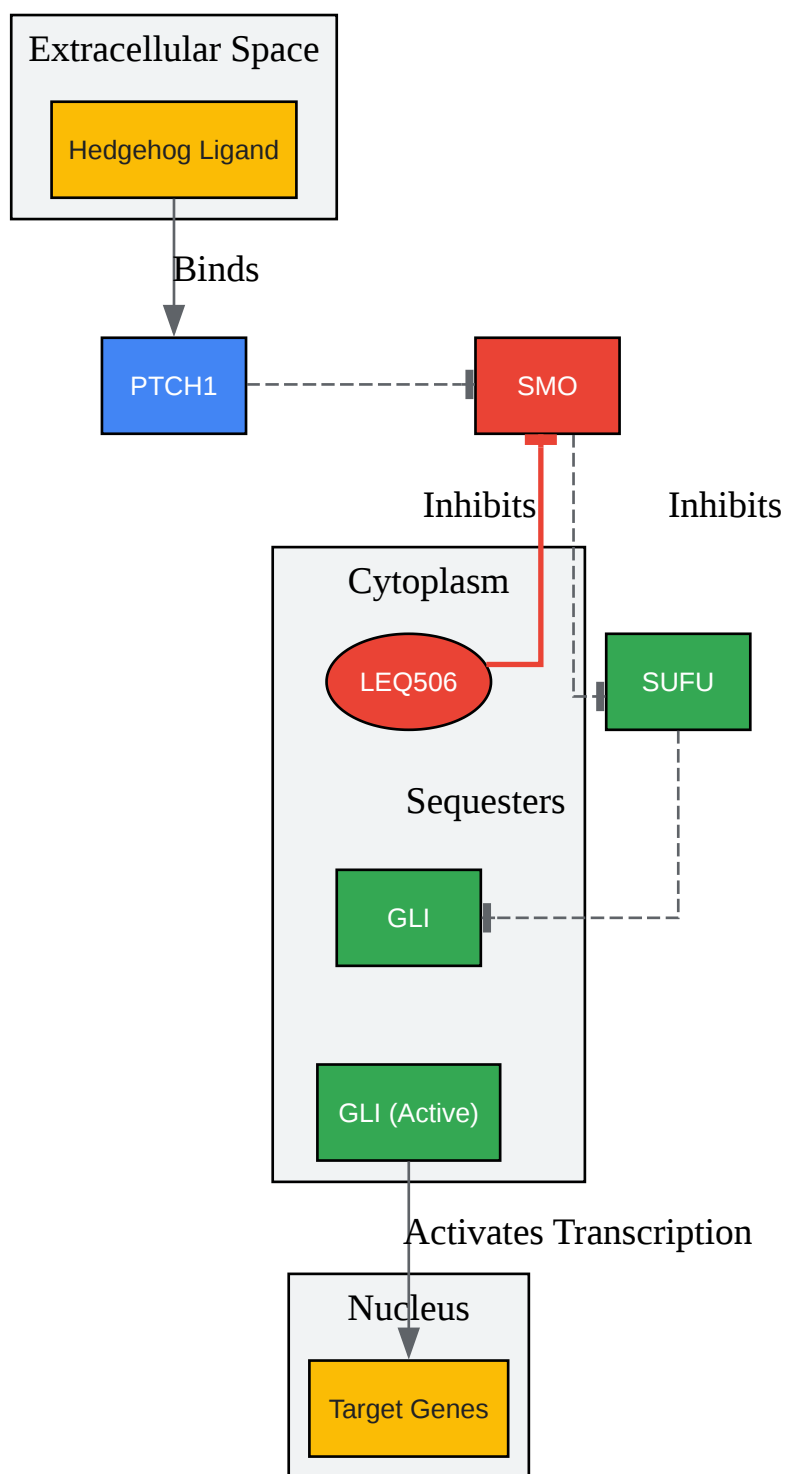 Extracellular Space
Hedgehog Ligand
Binds
PTCH1
SMO
Inhibits
Inhibits
Cytoplasm
LEQ506
SUFU
Sequesters
GLI
GLI (Active)
Activates Transcription
Nucleus
Target Genes